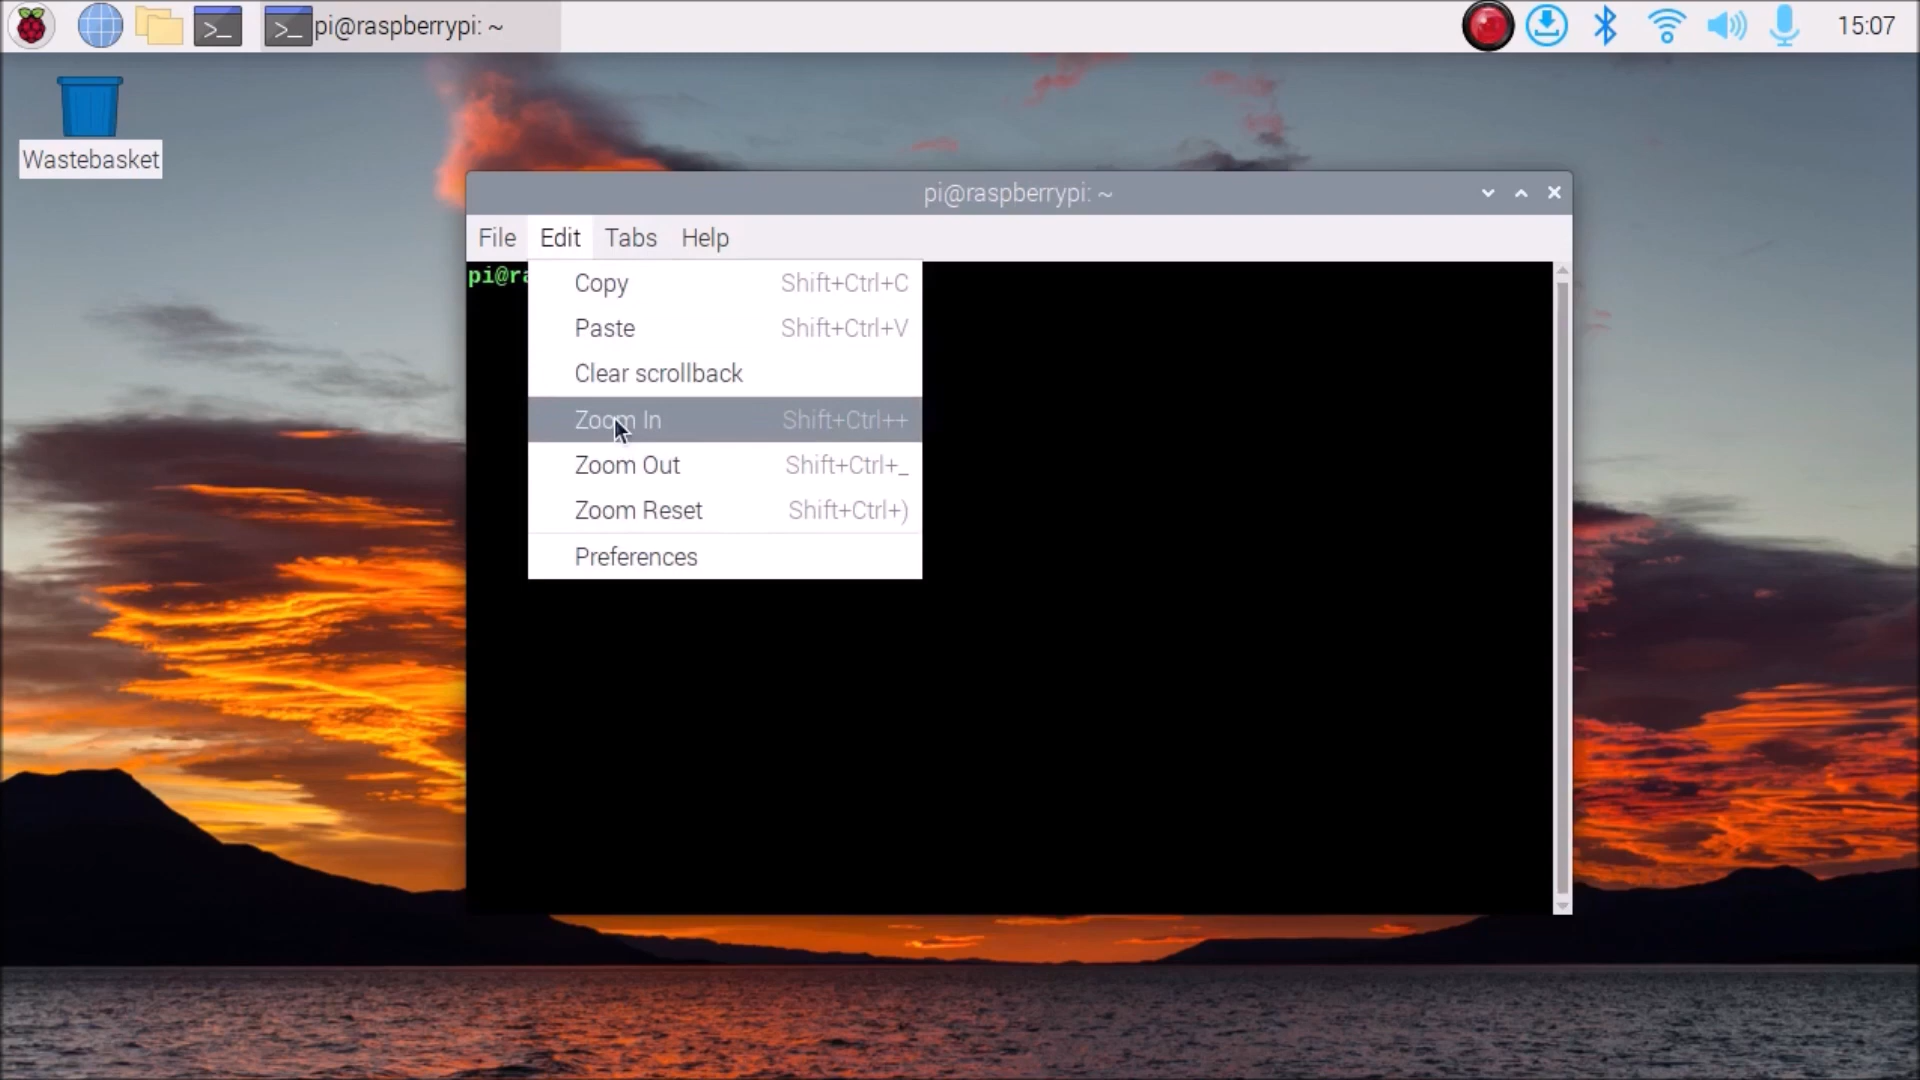 pi@raspberrypi: ~
15:07
Wastebasket
pi@raspberrypi: ~
File Edit Tabs Help
pi@ra
Copy Shift+Ctrl+C
Paste Shift+Ctrl+V
Clear scrollback
Zoom In Shift+Ctrl++
Zoom Out Shift+Ctrl+_
Zoom Reset Shift+Ctrl+)
Preferences